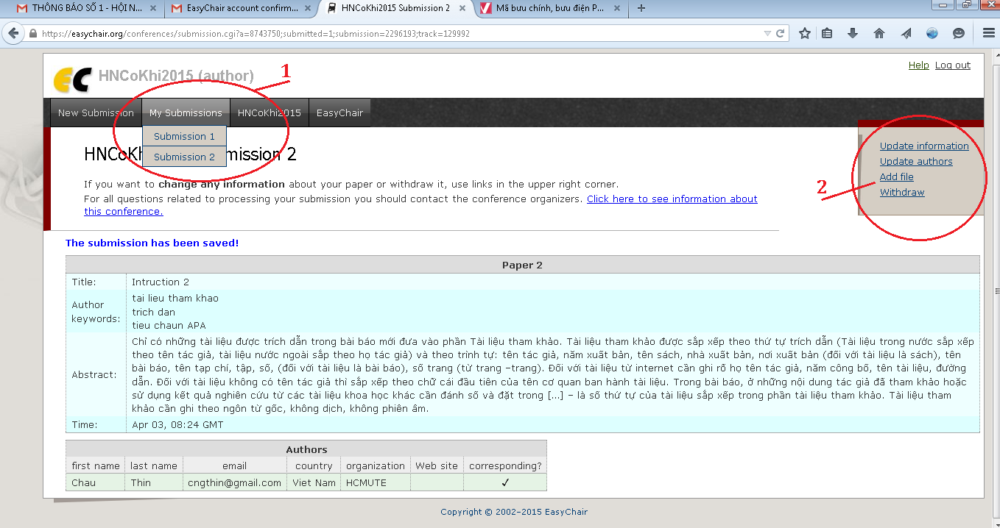 THÔNG BÁO SỐ 1 - HỘI N...
EasyChair account confirm...
HNCoKhi2015 Submission 2
Mã bưu chính, bưu điện P...
https://easychair.org/conferences/submission.cgi?a=8743750;submitted=1;submission=2296193;track=129992
HNCoKhi2015 (author)
1
Help Log out
New Submission My Submissions HNCoKhi2015 EasyChair
Submission 1
Submission 2
HNCoKh mission 2
Update information
Update authors
Add file
Withdraw
2
If you want to change any information about your paper or withdraw it, use links in the upper right corner.
For all questions related to processing your submission you should contact the conference organizers. Click here to see information about
this conference.
The submission has been saved!
Paper 2
Title: Intruction 2
Author keywords: tai lieu tham khao
trich dan
tieu chaun APA
Abstract: Chỉ có những tài liệu được trích dẫn trong bài báo mới đưa vào phần Tài liệu tham khảo. Tài liệu tham khảo được sắp xếp theo thứ tự trích dẫn (Tài liệu trong nước sắp xếp
theo tên tác giả, tài liệu nước ngoài sắp theo họ tác giả) và theo trình tự: tên tác giả, năm xuất bản, tên sách, nhà xuất bản, nơi xuất bản (đối với tài liệu là sách), tên
bài báo, tên tạp chí, tập, số, (đối với tài liệu là bài báo), số trang (từ trang –trang). Đối với tài liệu từ internet cần ghi rõ họ tên tác giả, năm công bố, tên tài liệu, đường
dẫn. Đối với tài liệu không có tên tác giả thì sắp xếp theo chữ cái đầu tiên của tên cơ quan ban hành tài liệu. Trong bài báo, ở những nội dung tác giả đã tham khảo hoặc
sử dụng kết quả nghiên cứu từ các tài liệu khoa học khác cần đánh số và đặt trong [...] – là số thứ tự của tài liệu sắp xếp trong phần tài liệu tham khảo. Tài liệu tham
khảo cần ghi theo ngôn từ gốc, không dịch, không phiên âm.
Time: Apr 03, 08:24 GMT
Authors
first name last name email country organization Web site corresponding?
Chau Thin cngthin@gmail.com Viet Nam HCMUTE ✓
Copyright © 2002–2015 EasyChair